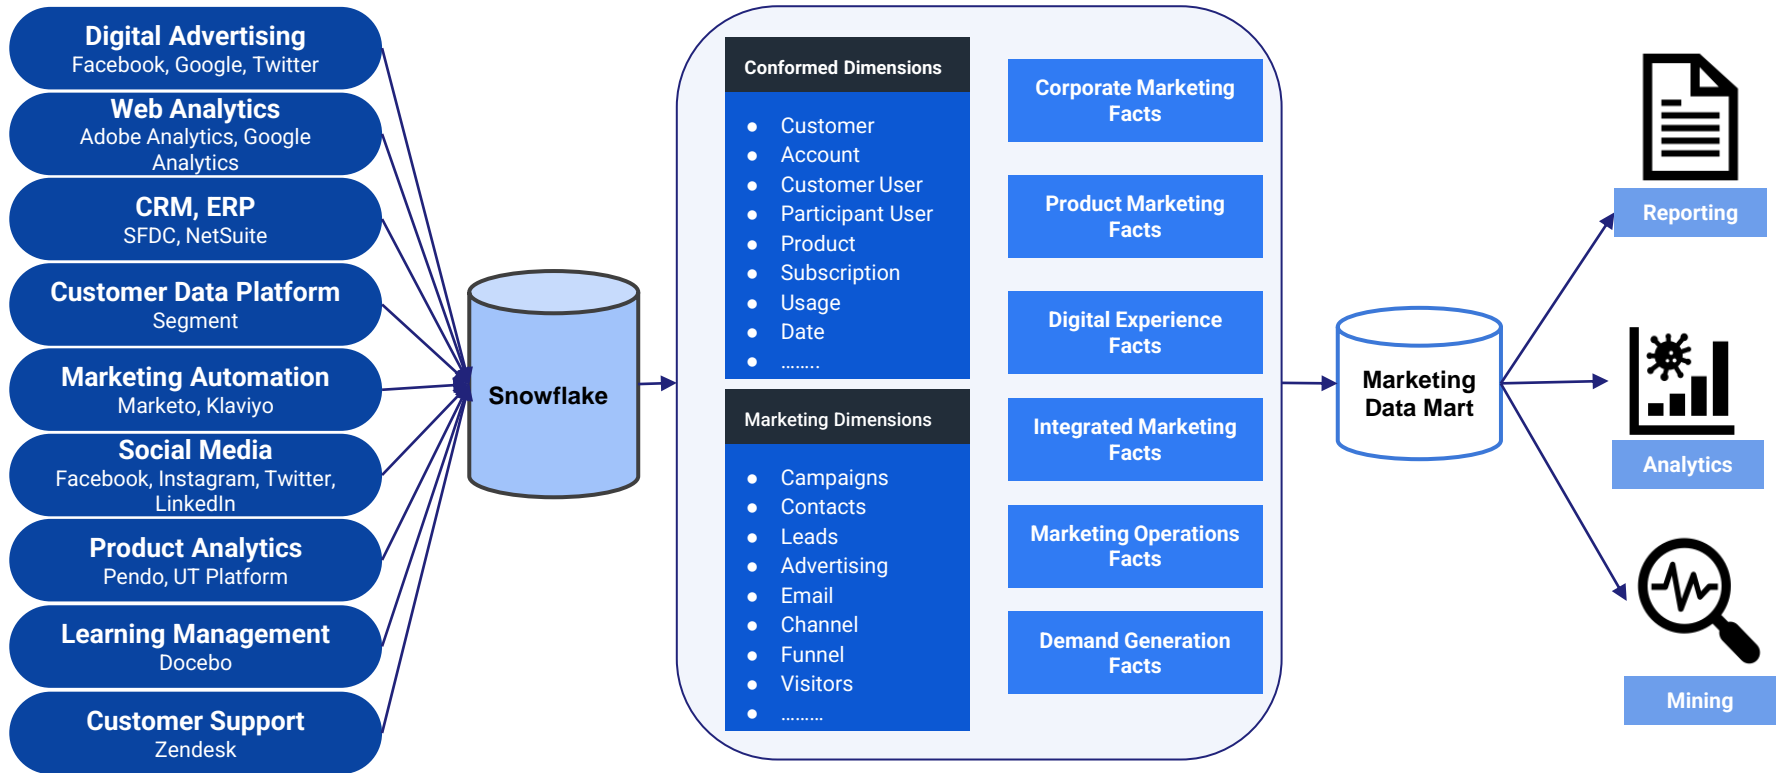 Digital Advertising
Facebook, Google, Twitter
Web Analytics
Adobe Analytics, Google
Analytics
CRM, ERP
SFDC, NetSuite
Customer Data Platform
Segment
Marketing Automation
Marketo, Klaviyo
Social Media
Facebook, Instagram, Twitter,
LinkedIn
Product Analytics
Pendo, UT Platform
Learning Management
Docebo
Customer Support
Zendesk
Snowflake
Conformed Dimensions
● Customer
● Account
● Customer User
● Participant User
● Product
● Subscription
● Usage
● Date
● ........
Marketing Dimensions
● Campaigns
● Contacts
● Leads
● Advertising
● Email
● Channel
● Funnel
● Visitors
● .........
Corporate Marketing
Facts
Product Marketing
Facts
Digital Experience
Facts
Integrated Marketing
Facts
Marketing Operations
Facts
Demand Generation
Facts
Marketing
Data Mart
Reporting
Analytics
Mining